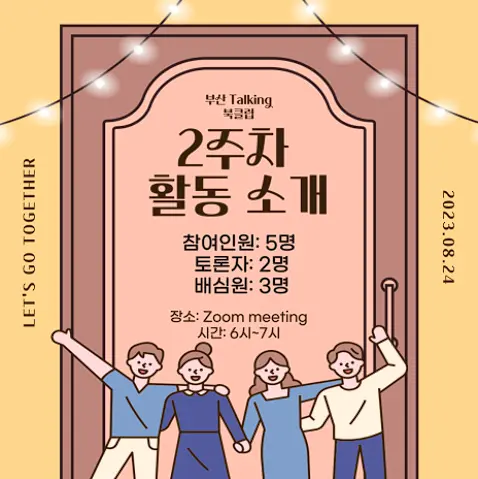 부산 Talking
북클럽
2주차
활동 소개
참여인원: 5명
토론자: 2명
배심원: 3명
장소: Zoom meeting
시간: 6시~7시
LET'S GO TOGETHER
2023.08.24